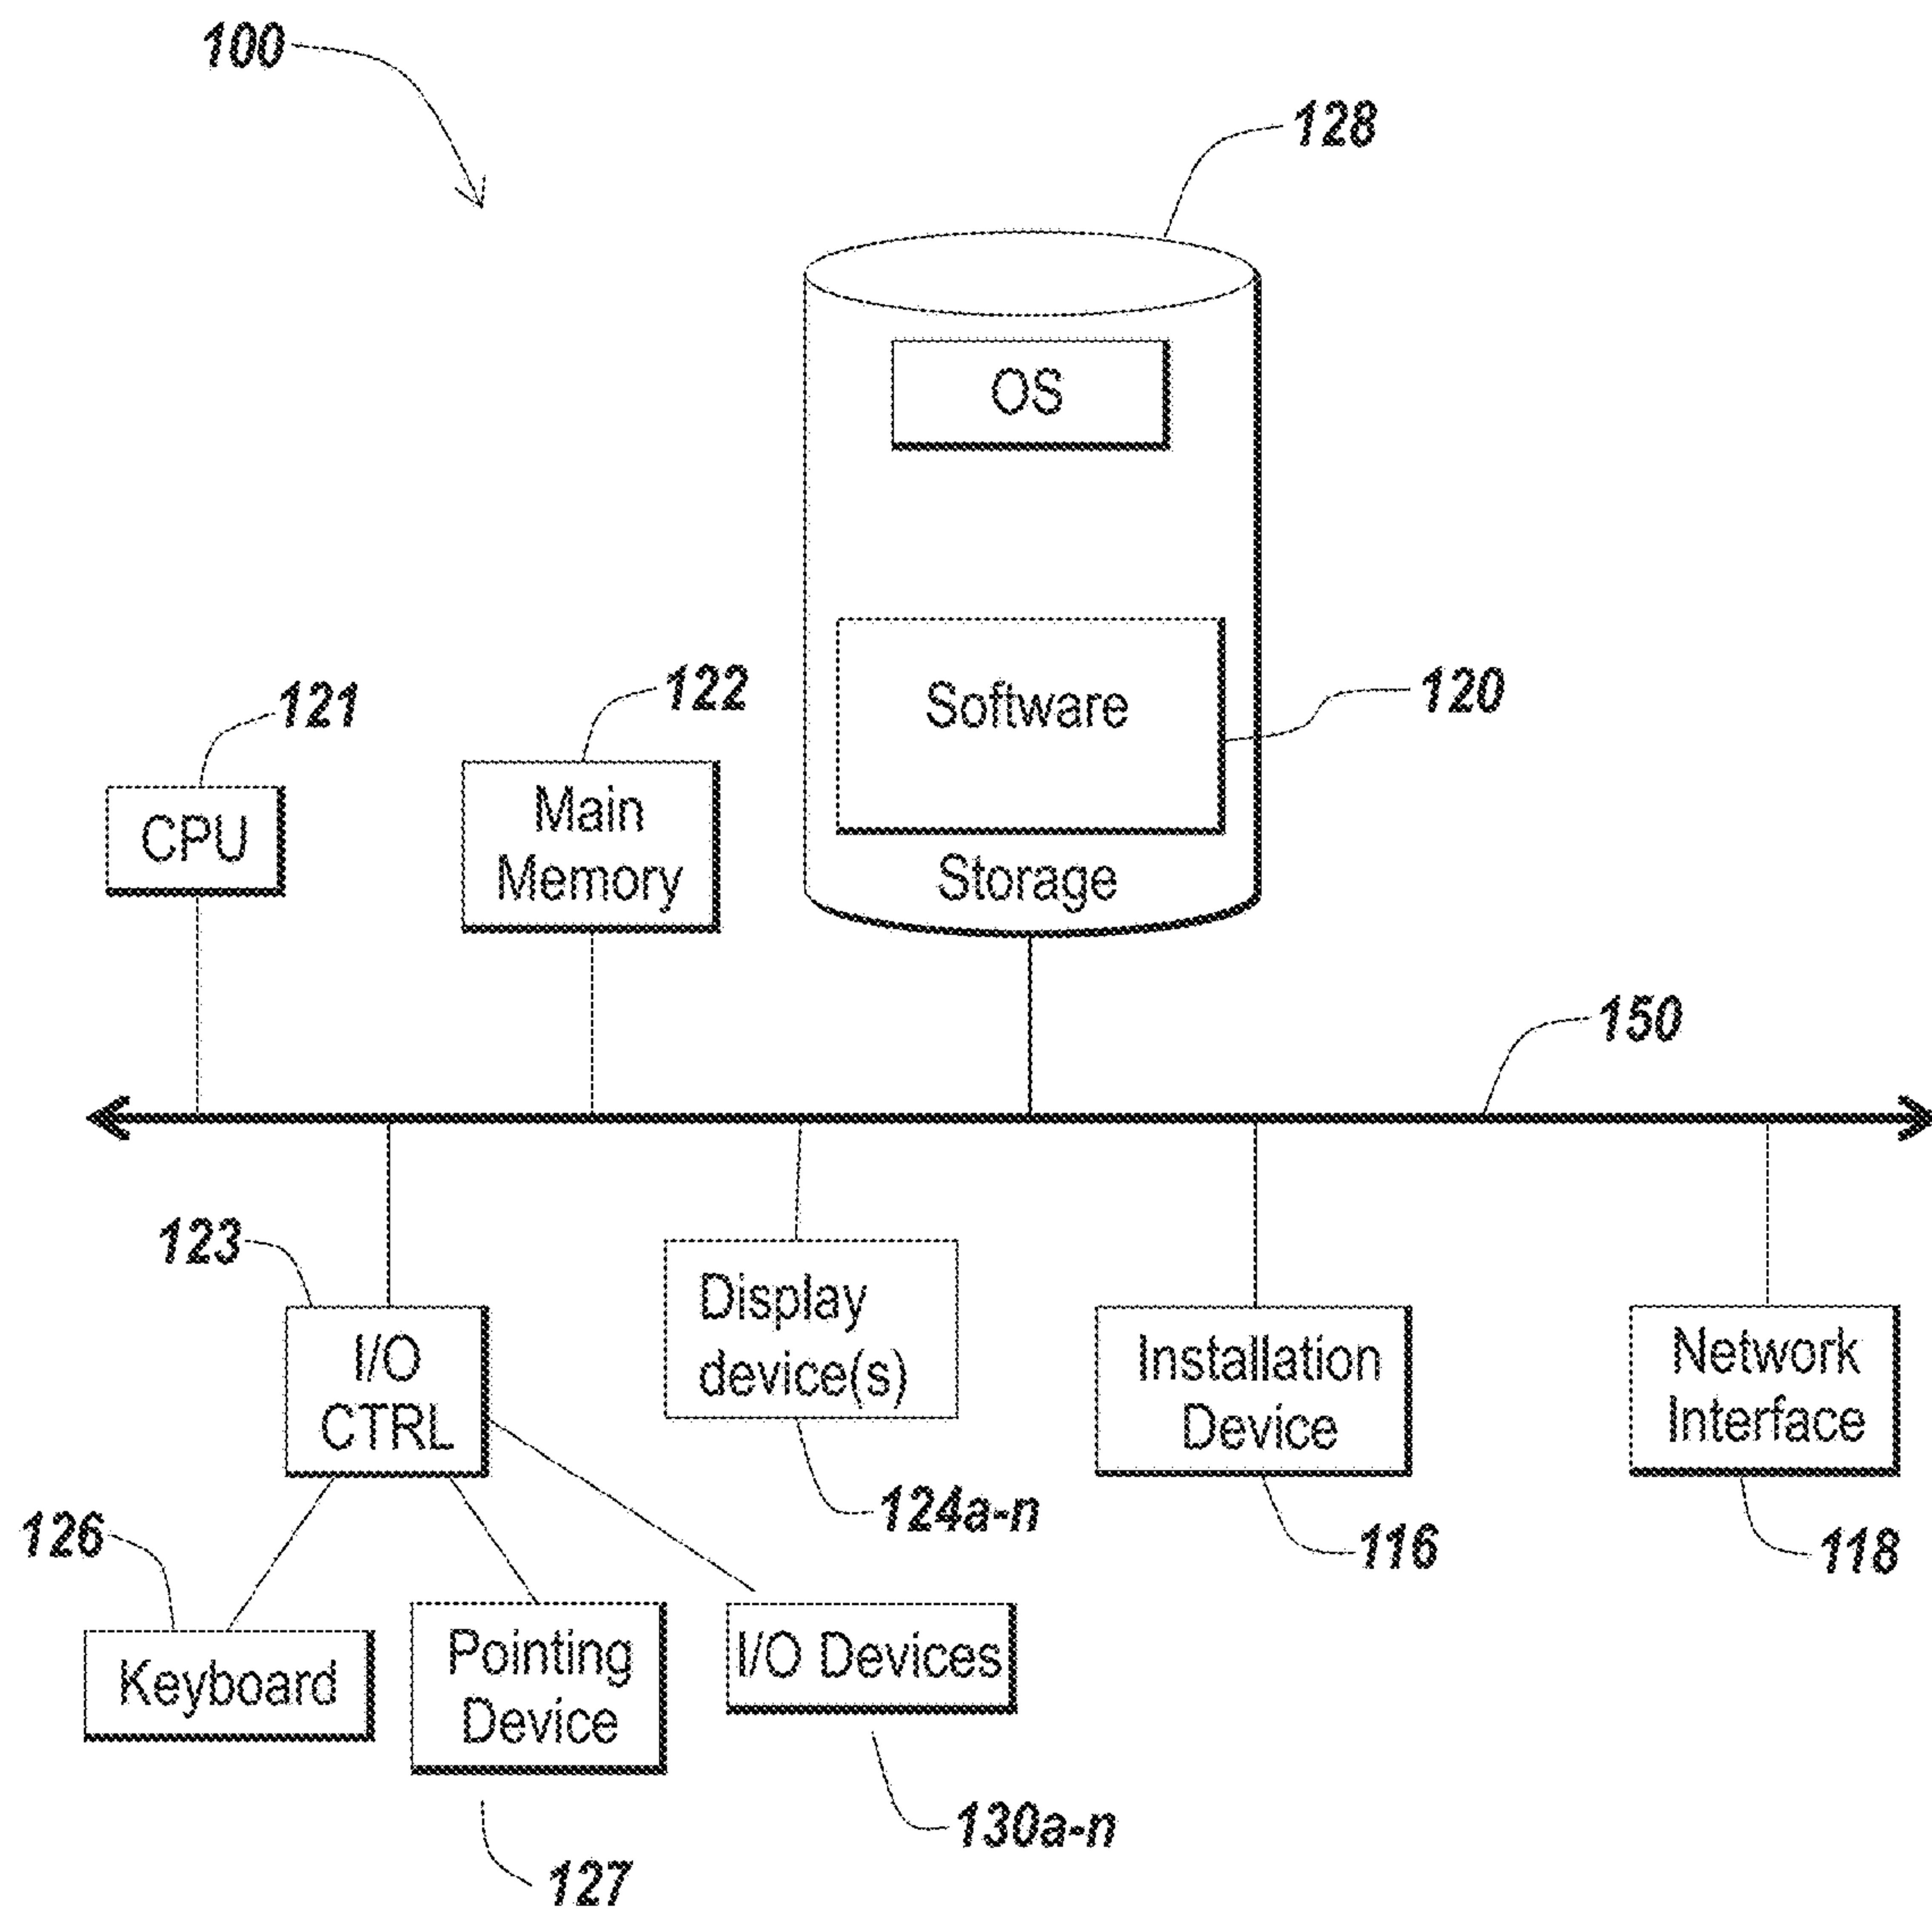 100
128
OS
Software
120
Storage
121
CPU
122
Main
Memory
150
123
I/O
CTRL
Display
device(s)
124a-n
Installation
Device
116
Network
Interface
118
126
Keyboard
Pointing
Device
127
I/O Devices
130a-n